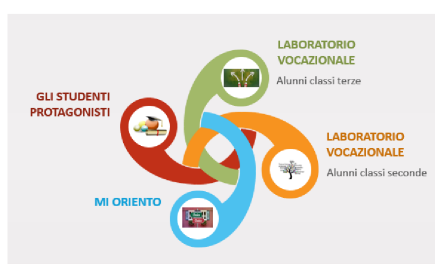 LABORATORIO
VOCAZIONALE
Alunni classi terze
GLI STUDENTI
PROTAGONISTI
LABORATORIO
VOCAZIONALE
Alunni classi seconde
MI ORIENTO